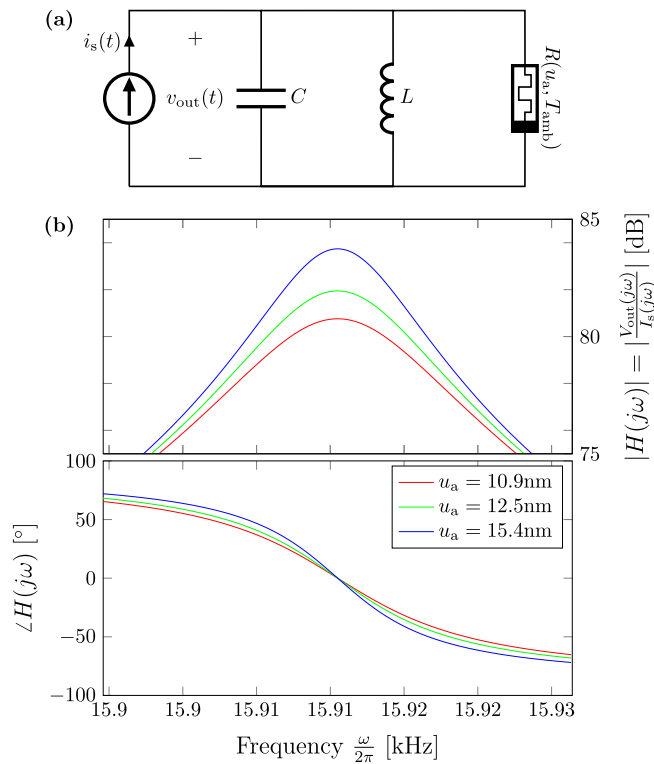 (a)
i_s(t)
+
v_out(t)
−
C
L
R(u_a, T_amb)
(b)
85
80
75
|H(jω)| = |V_out(jω)/I_s(jω)| [dB]
100
50
0
−50
−100
∠H(jω) [°]
u_a = 10.9nm
u_a = 12.5nm
u_a = 15.4nm
15.9 15.9 15.91 15.91 15.92 15.92 15.93
Frequency ω/2π [kHz]